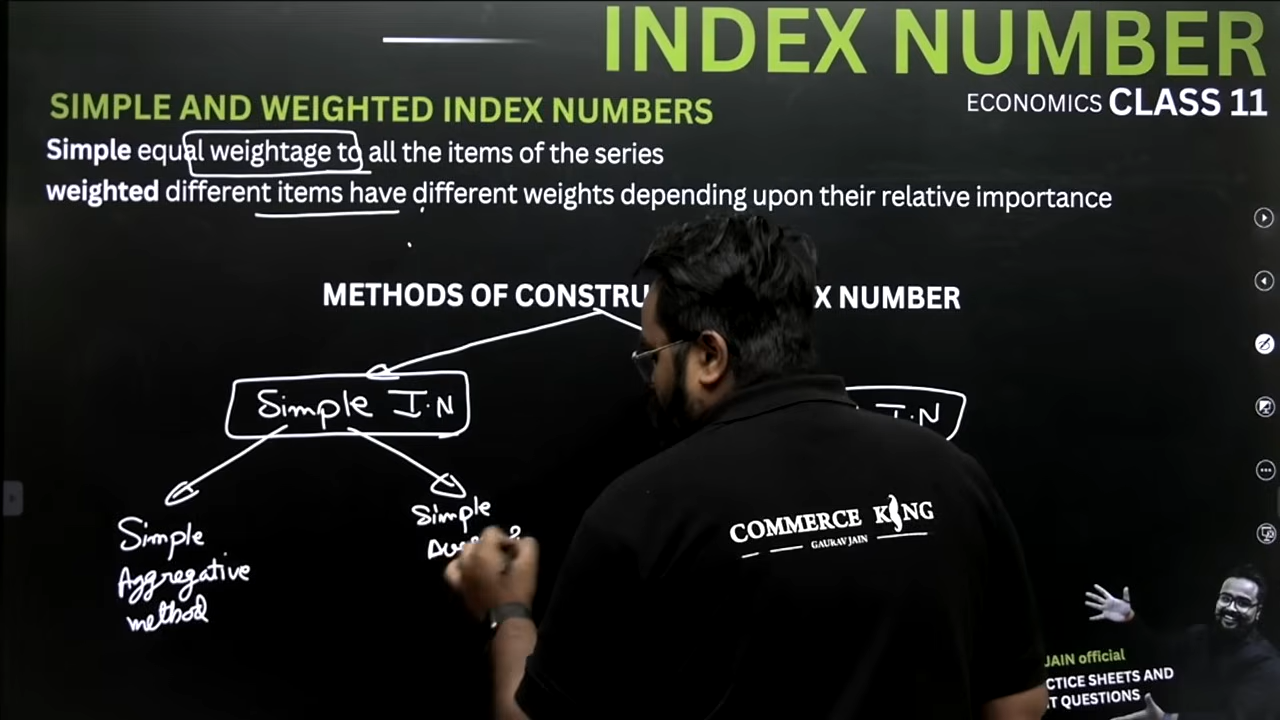 INDEX NUMBER
ECONOMICS CLASS 11
SIMPLE AND WEIGHTED INDEX NUMBERS
Simple equal weightage to all the items of the series
weighted different items have different weights depending upon their relative importance
METHODS OF CONSTRU X NUMBER
Simple I.N
I.N
Simple
Aggregative
method
Simple
COMMERCE KING
GAURAV JAIN
JAIN official
CTICE SHEETS AND
T QUESTIONS